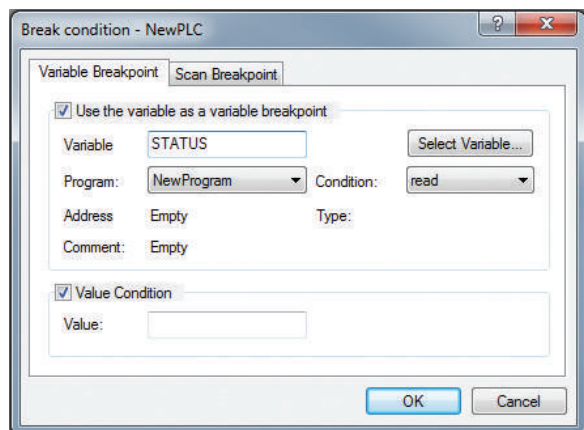 Break condition - NewPLC
?
X
Variable Breakpoint Scan Breakpoint
Use the variable as a variable breakpoint
Variable STATUS Select Variable...
Program: NewProgram Condition: read
Address Empty Type:
Comment: Empty
Value Condition
Value:
OK Cancel